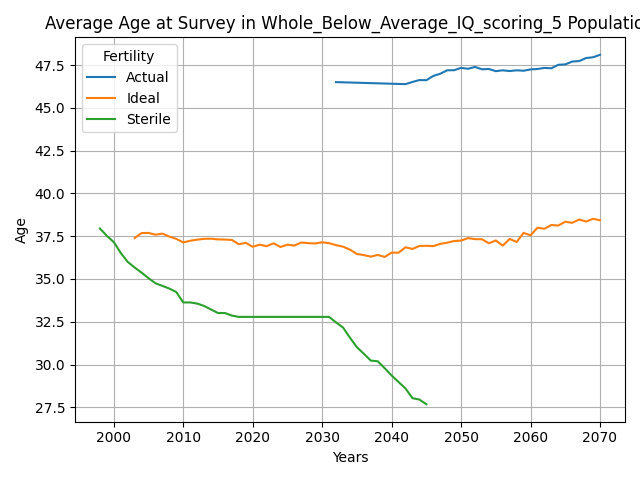 Average Age at Survey in Whole_Below_Average_IQ_scoring_5 Populatio
Fertility
Actual
Ideal
Sterile
47.5
45.0
42.5
40.0
37.5
35.0
32.5
30.0
27.5
Age
2000 2010 2020 2030 2040 2050 2060 2070
Years